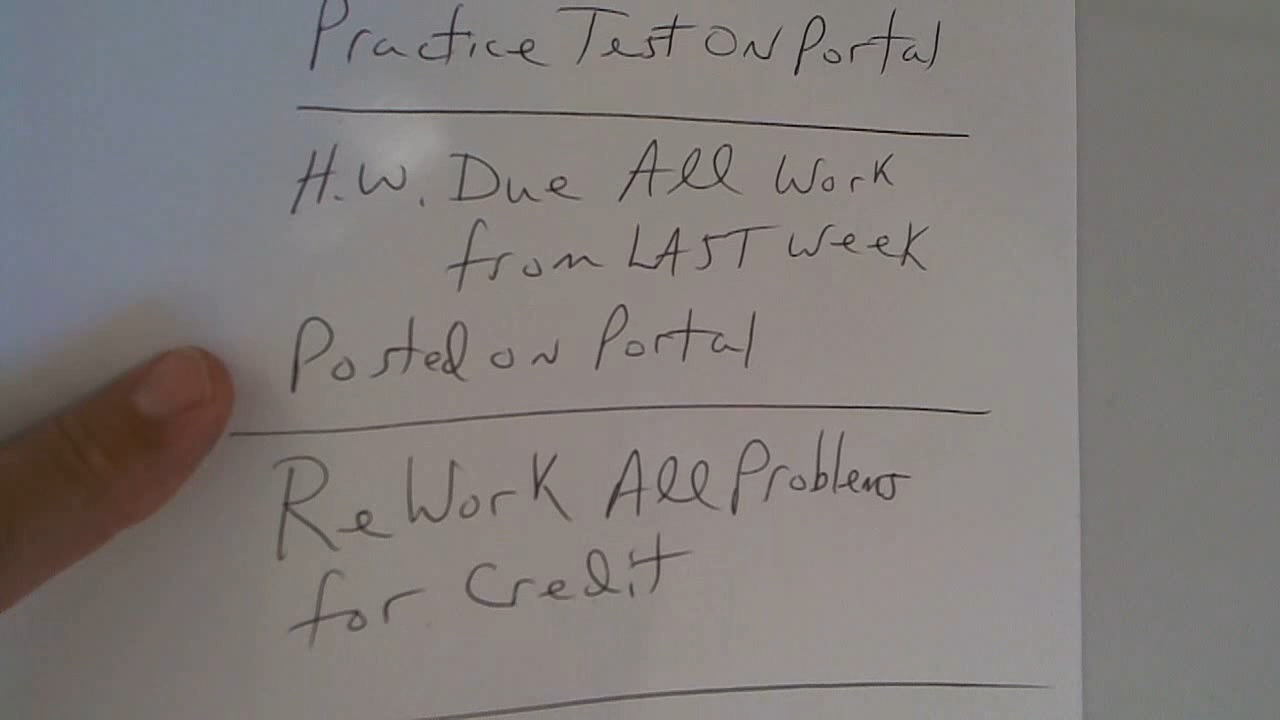 Practice Test ON Portal
H.W. Due All Work
from LAST Week
Posted on Portal
ReWork All Problems
for Credit